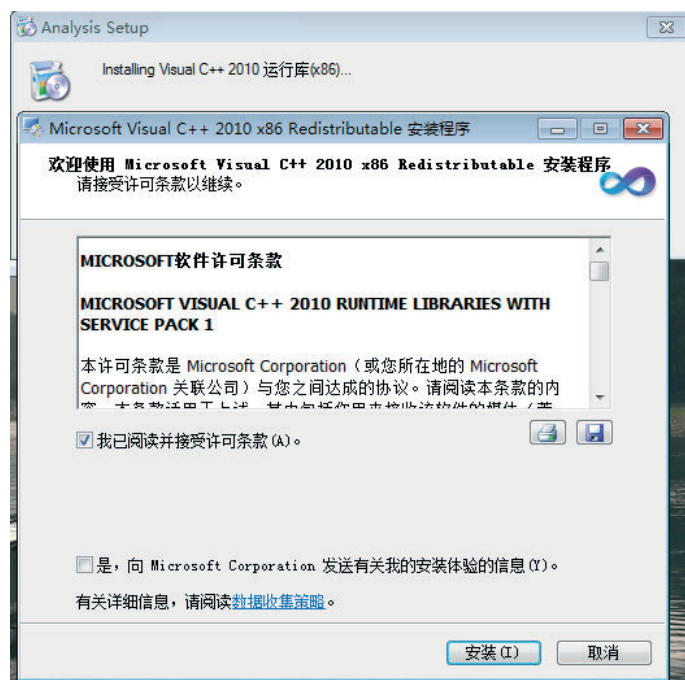 Analysis Setup
Installing Visual C++ 2010 运行库(x86)...
Microsoft Visual C++ 2010 x86 Redistributable 安装程序
欢迎使用 Microsoft Visual C++ 2010 x86 Redistributable 安装程序
请接受许可条款以继续。
MICROSOFT软件许可条款
MICROSOFT VISUAL C++ 2010 RUNTIME LIBRARIES WITH
SERVICE PACK 1
本许可条款是 Microsoft Corporation（或您所在地的 Microsoft
Corporation 关联公司）与您之间达成的协议。请阅读本条款的内
我已阅读并接受许可条款(A)。
是，向 Microsoft Corporation 发送有关我的安装体验的信息(Y)。
有关详细信息，请阅读数据收集策略。
安装(I)
取消